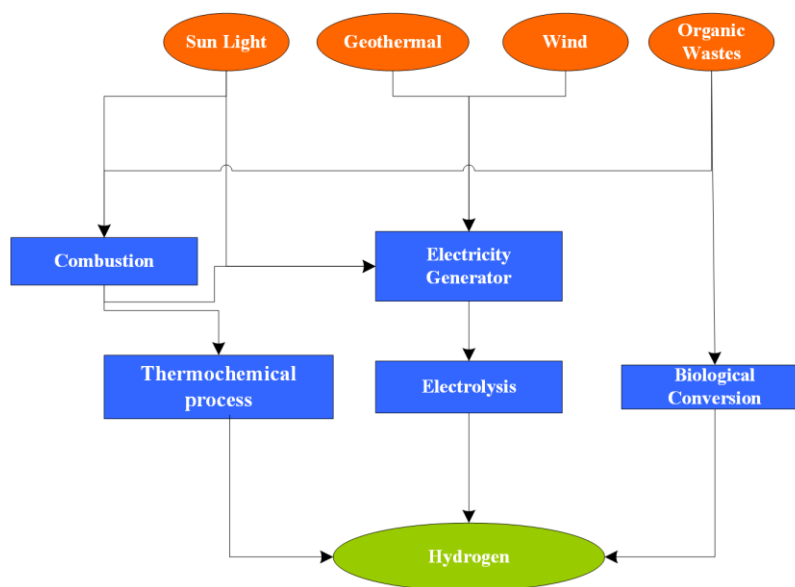 Sun Light
Geothermal
Wind
Organic
Wastes
Combustion
Electricity
Generator
Thermochemical
process
Electrolysis
Biological
Conversion
Hydrogen